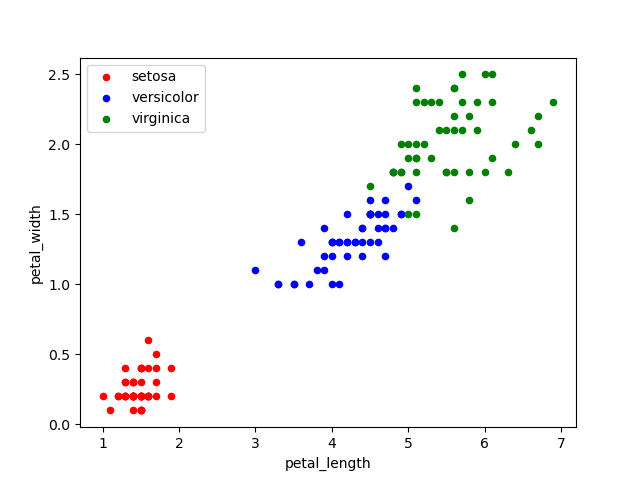 setosa
versicolor
virginica
2.5
2.0
1.5
1.0
0.5
0.0
petal_width
1 2 3 4 5 6 7
petal_length